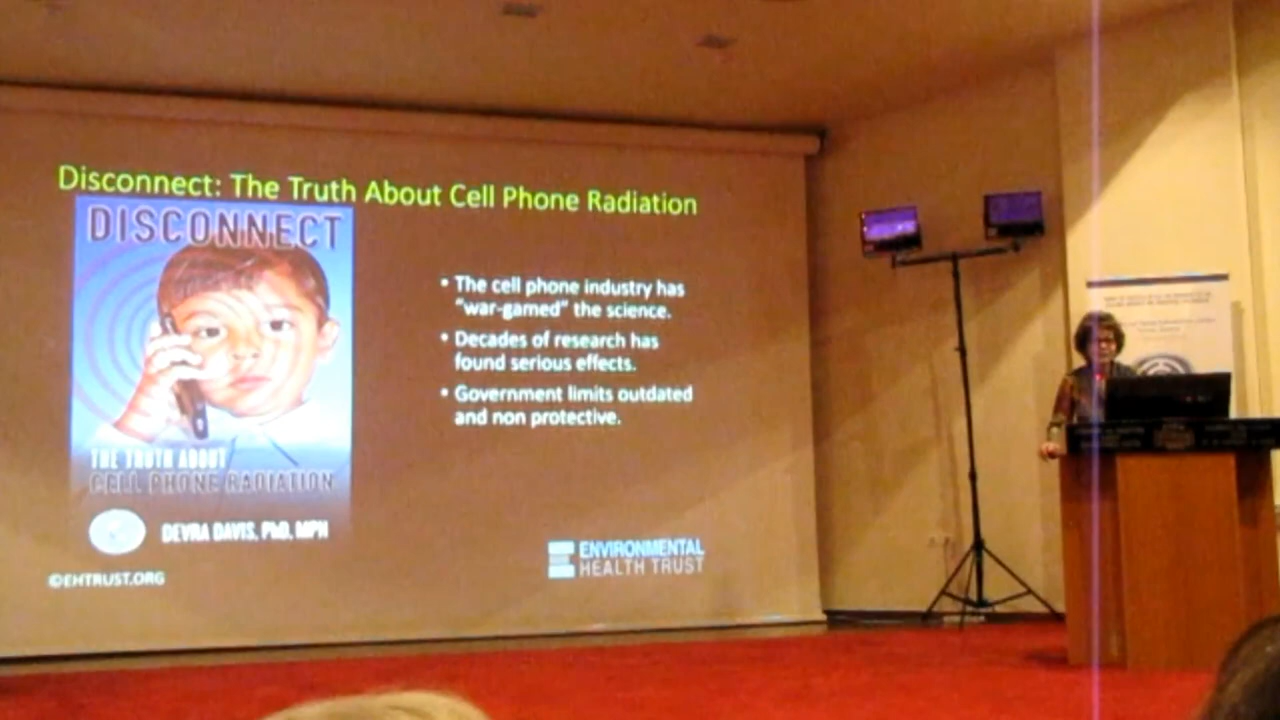 Disconnect: The Truth About Cell Phone Radiation
DISCONNECT
THE TRUTH ABOUT
CELL PHONE RADIATION
DEVRA DAVIS, PhD, MPH
• The cell phone industry has
"war-gamed" the science.
• Decades of research has
found serious effects.
• Government limits outdated
and non protective.
©EHTRUST.ORG
ENVIRONMENTAL
HEALTH TRUST